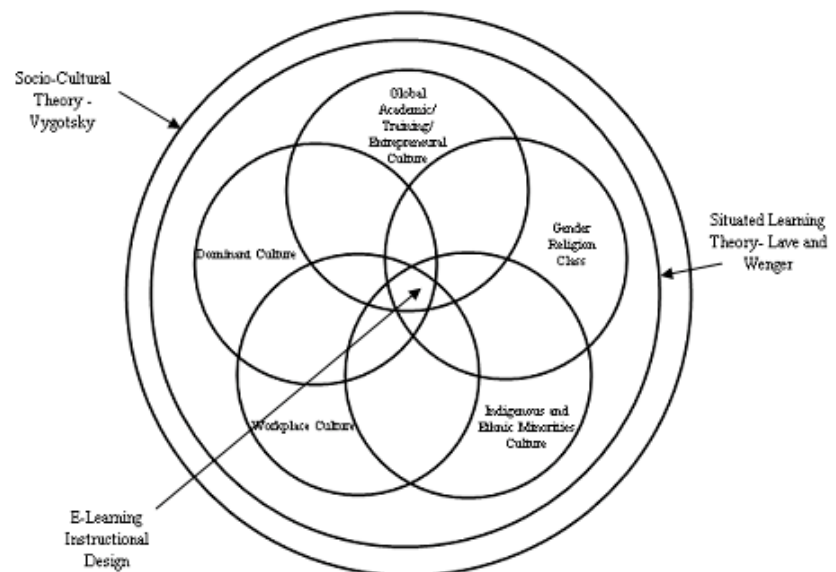 Socio-Cultural
Theory -
Vygotsky
Global
Academic/
Training/
Entrepreneural
Culture
Dominant Culture
Gender
Religion
Class
Situated Learning
Theory- Lave and
Wenger
Workplace Culture
Indigenous and
Ethnic Minorities
Culture
E-Learning
Instructional
Design